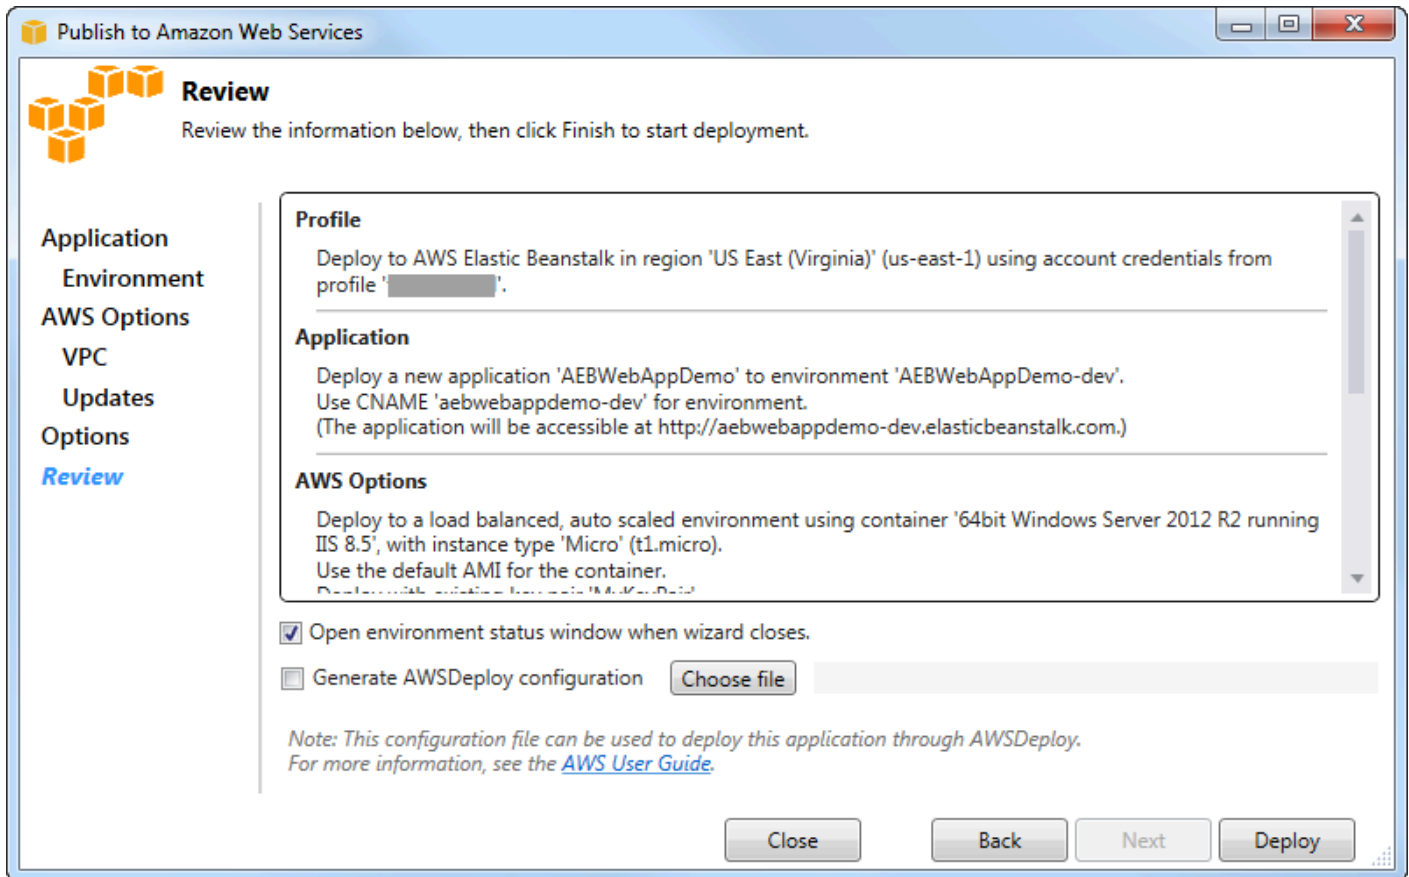 Publish to Amazon Web Services
Review
Review the information below, then click Finish to start deployment.
Application
Environment
AWS Options
VPC
Updates
Options
Review
Profile
Deploy to AWS Elastic Beanstalk in region 'US East (Virginia)' (us-east-1) using account credentials from
profile ' '.
Application
Deploy a new application 'AEBWebAppDemo' to environment 'AEBWebAppDemo-dev'.
Use CNAME 'aebwebappdemo-dev' for environment.
(The application will be accessible at http://aebwebappdemo-dev.elasticbeanstalk.com.)
AWS Options
Deploy to a load balanced, auto scaled environment using container '64bit Windows Server 2012 R2 running
IIS 8.5', with instance type 'Micro' (t1.micro).
Use the default AMI for the container.
Deploy with existing key pair 'MyKeyPair'
Open environment status window when wizard closes.
Generate AWSDeploy configuration
Choose file
Note: This configuration file can be used to deploy this application through AWSDeploy.
For more information, see the AWS User Guide.
Close
Back
Next
Deploy